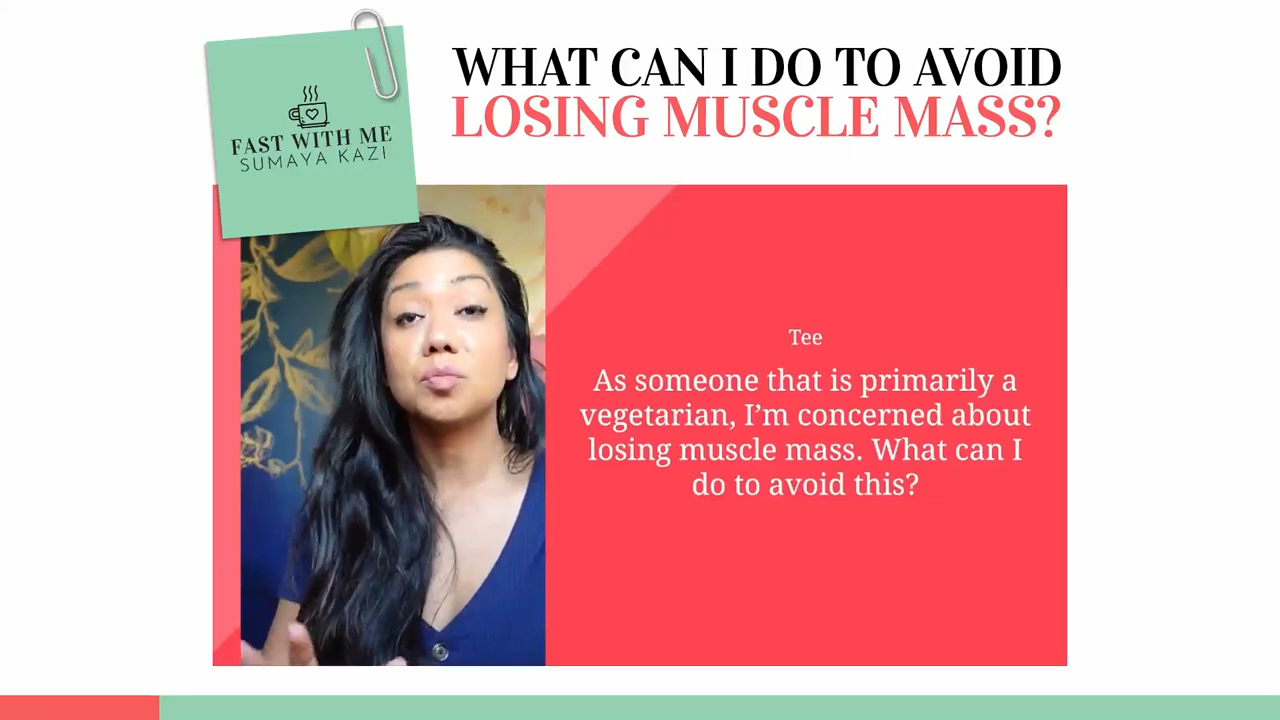 FAST WITH ME
SUMAYA KAZI
WHAT CAN I DO TO AVOID
LOSING MUSCLE MASS?
Tee
As someone that is primarily a
vegetarian, I’m concerned about
losing muscle mass. What can I
do to avoid this?